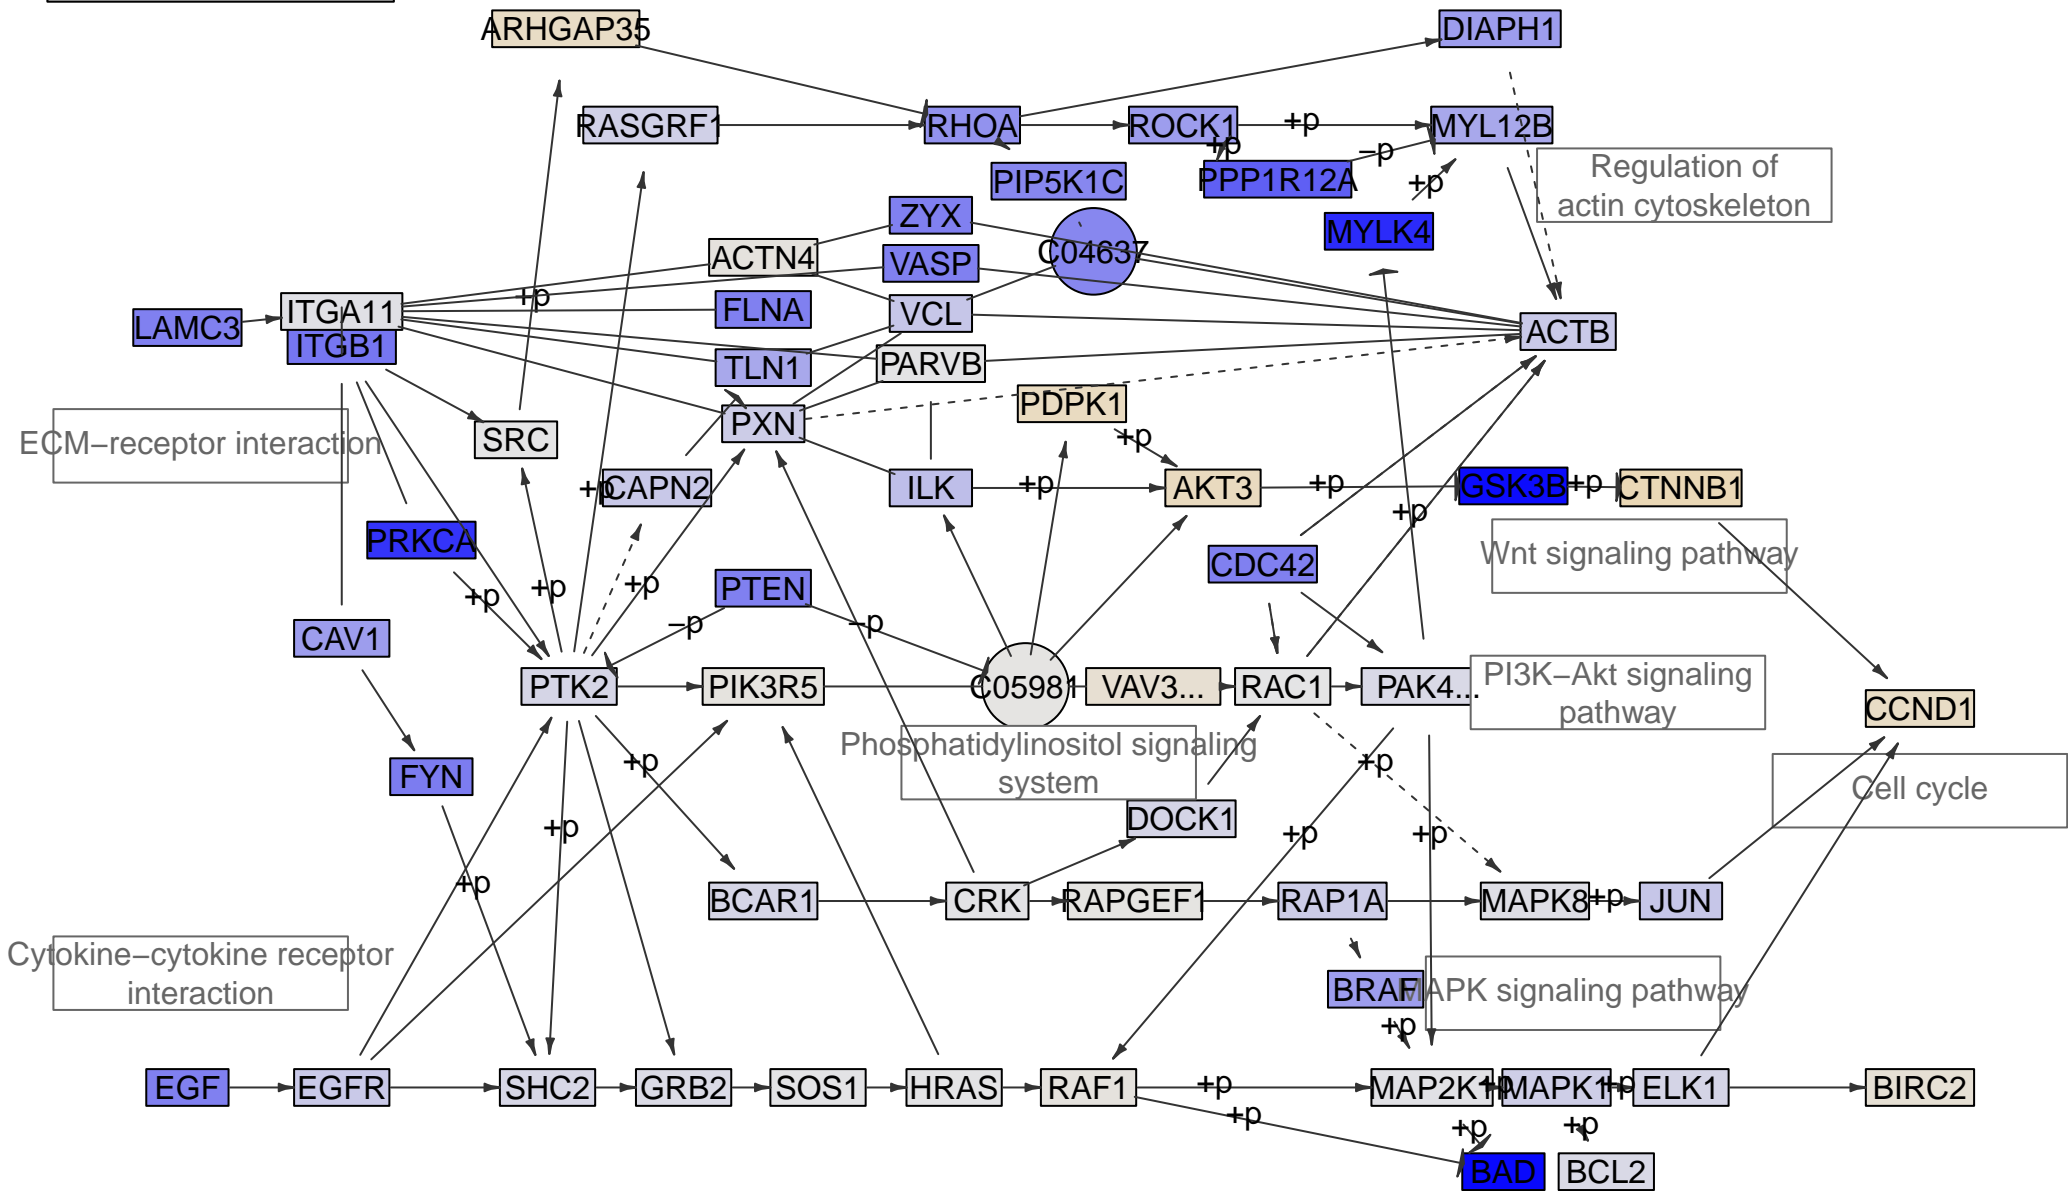 ARHGAP35
DIAPH1
RASGRF1
RHOA
ROCK1
+p
MYL12B
+p
−p
Regulation of
actin cytoskeleton
PIP5K1C
PPP1R12A
+p
ZYX
MYLK4
ACTN4
VASP
C04637
+p
ITGA11
FLNA
VCL
LAMC3
ACTB
ITGB1
TLN1
PARVB
PDPK1
PXN
+p
ECM−receptor interaction
SRC
+p
CAPN2
ILK
+p
AKT3
+p
GSK3B
+p
CTNNB1
+p
PRKCA
Wnt signaling pathway
CDC42
+p
+p
+p
PTEN
−p
−p
CAV1
PTK2
PIK3R5
C05981
VAV3...
RAC1
PAK4...
PI3K−Akt signaling
pathway
CCND1
Phosphatidylinositol signaling
system
+p
+p
FYN
Cell cycle
DOCK1
+p
+p
+p
+p
BCAR1
CRK
RAPGEF1
RAP1A
MAPK8
+p
JUN
Cytokine−cytokine receptor
interaction
BRAF
MAPK signaling pathway
+p
EGF
EGFR
SHC2
GRB2
SOS1
HRAS
RAF1
+p
MAP2K1
+p
MAPK1
+p
ELK1
BIRC2
+p
+p
+p
BAD
BCL2